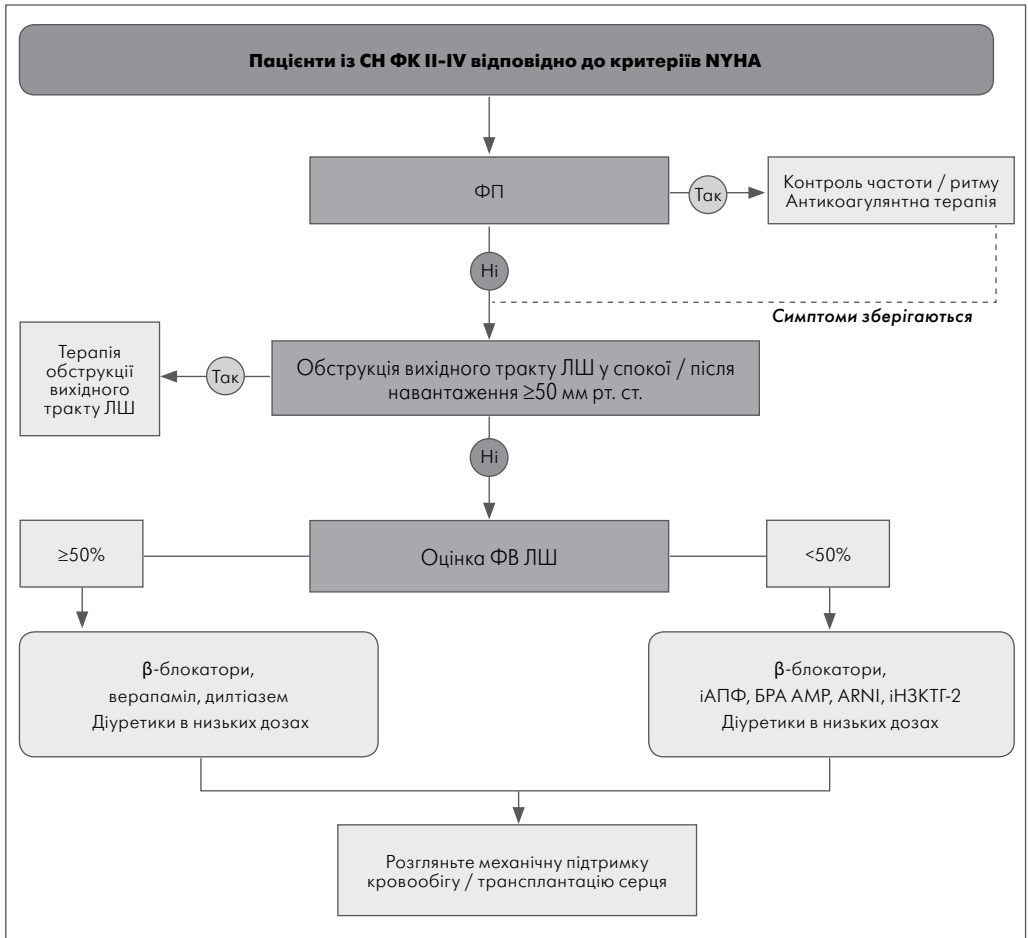 Пацієнти із СН ФК II-IV відповідно до критеріїв NYHA
ФП
Так
Контроль частоти / ритму
Антикоагулянтна терапія
Ні
Симптоми зберігаються
Терапія
обструкції
вихідного
тракту ЛШ
Так
Обструкція вихідного тракту ЛШ у спокої / після
навантаження ≥50 мм рт. ст.
Ні
≥50%
Оцінка ФВ ЛШ
<50%
β-блокатори,
верапаміл, дилтіазем
Діуретики в низьких дозах
β-блокатори,
іАПФ, БРА АМР, ARNI, іНЗКТГ-2
Діуретики в низьких дозах
Розгляньте механічну підтримку
кровообігу / трансплантацію серця